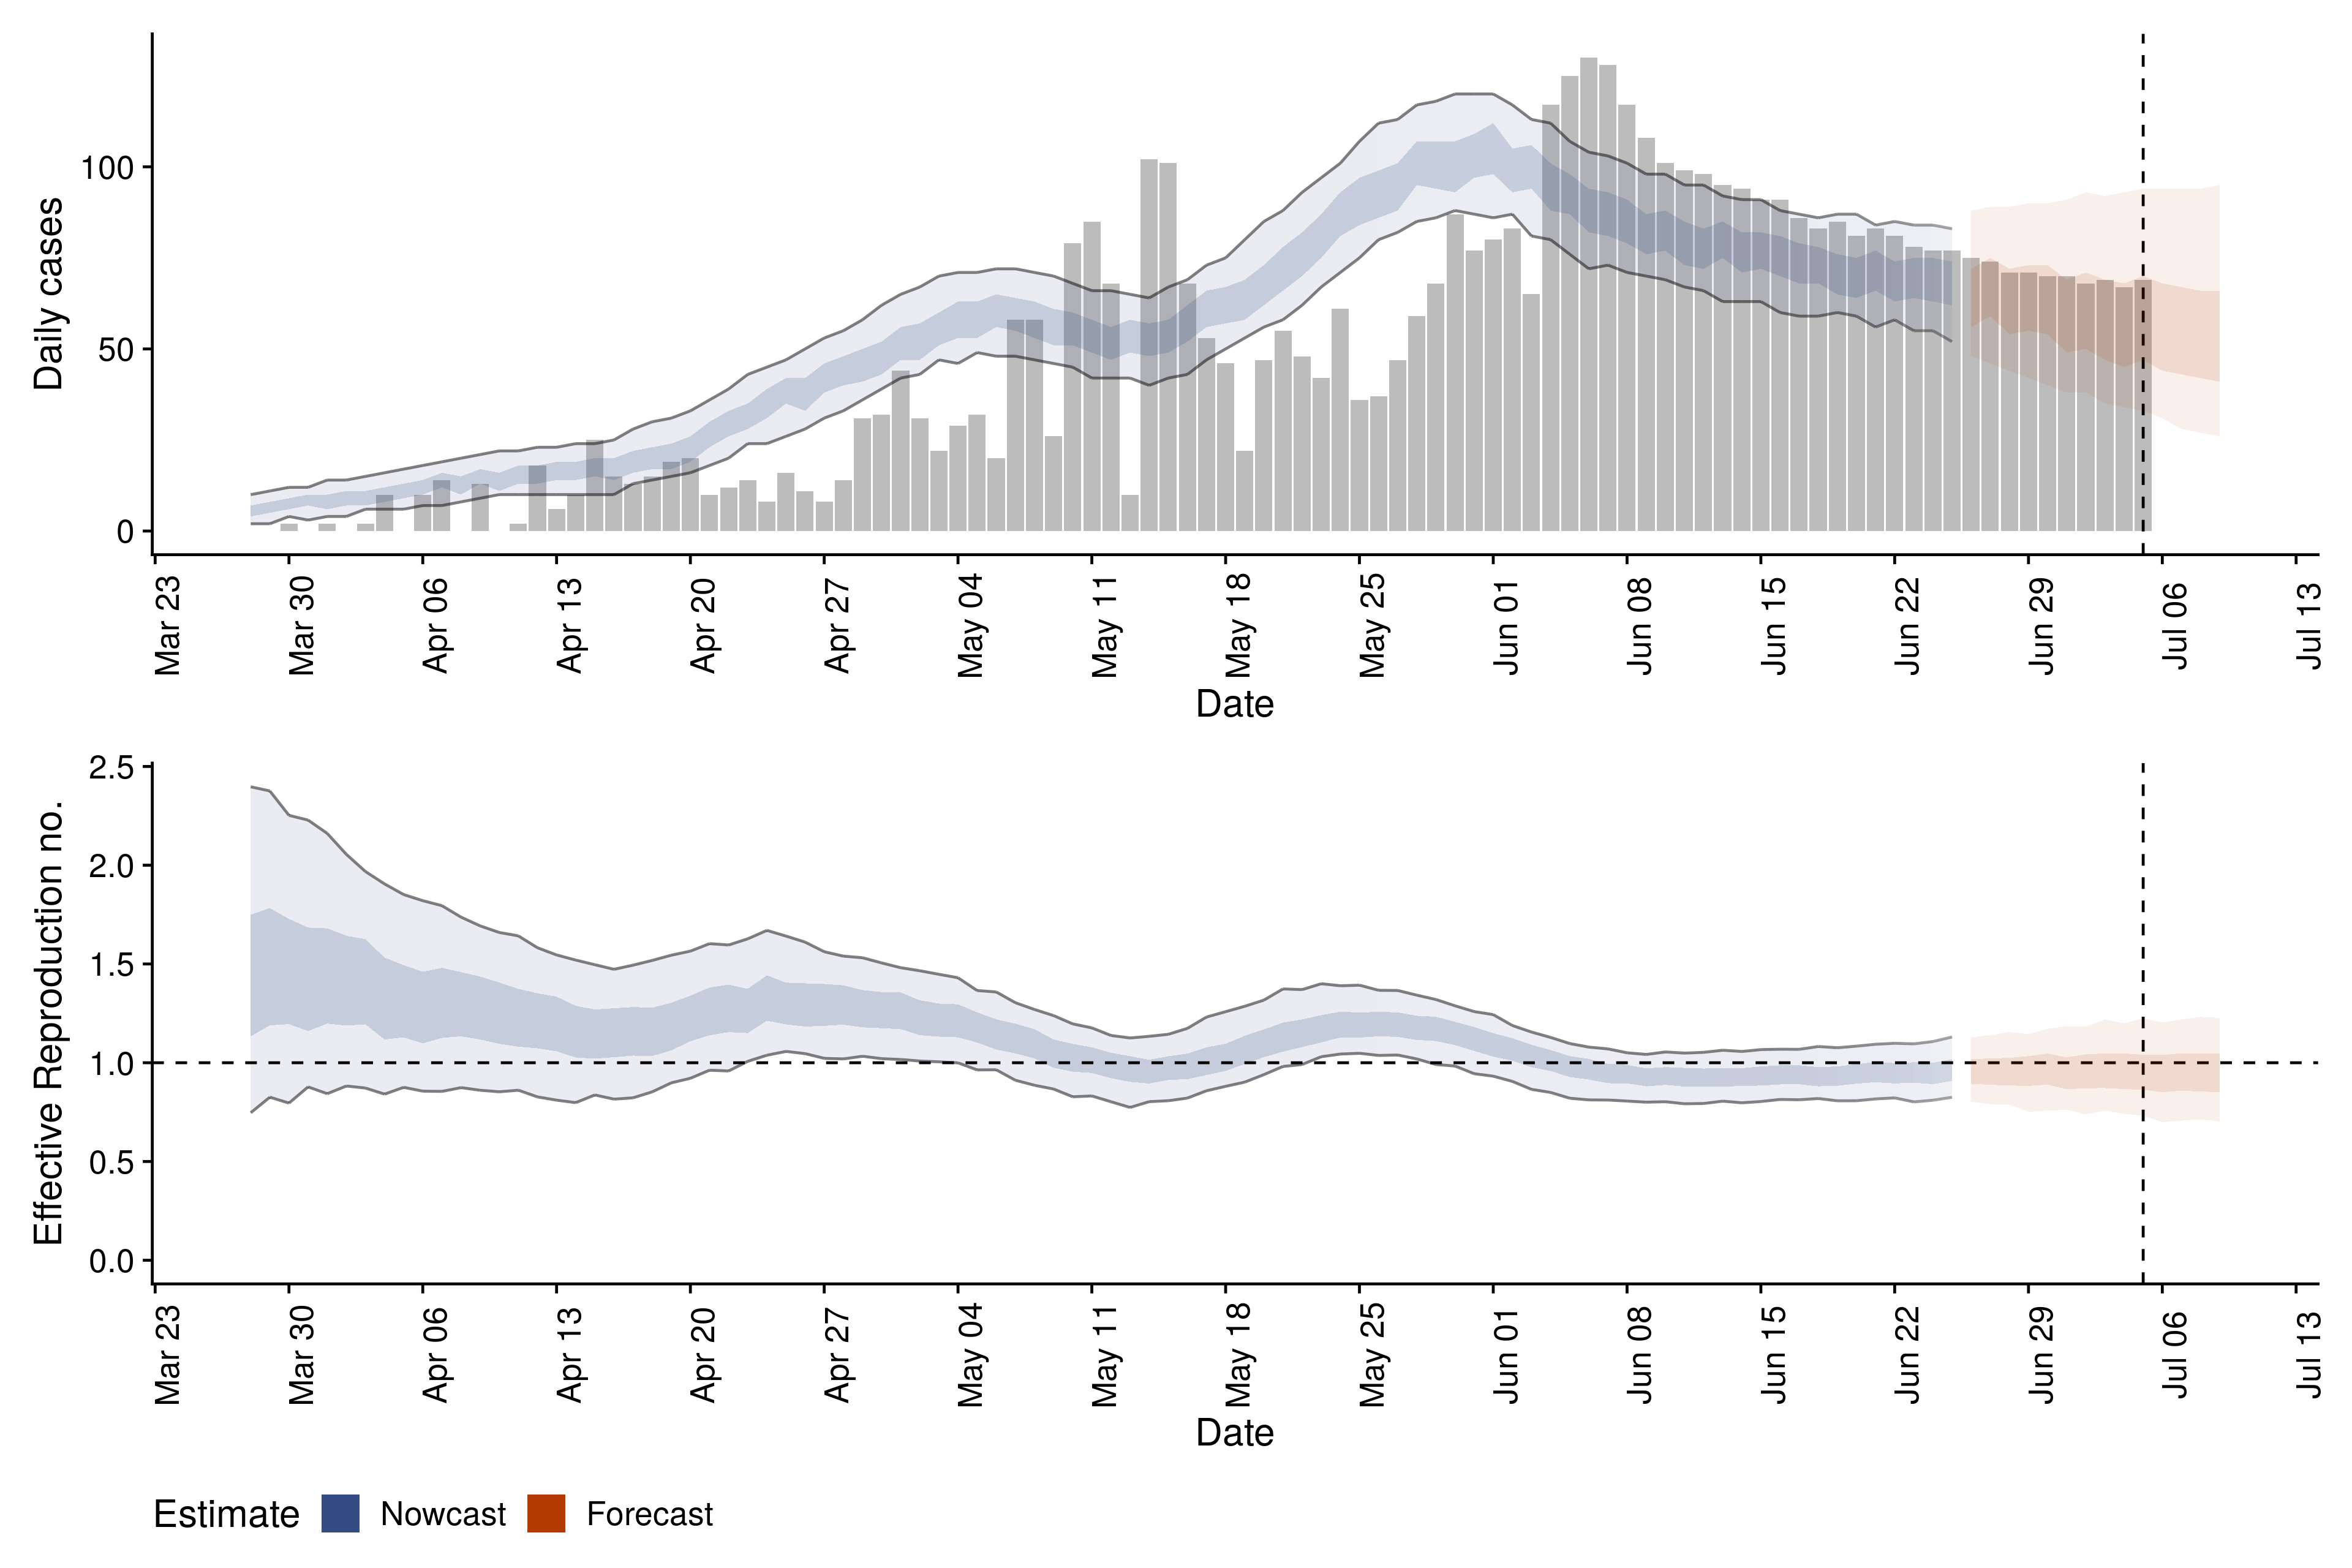 Daily cases
100
50
0
Mar 23
Mar 30
Apr 06
Apr 13
Apr 20
Apr 27
May 04
May 11
May 18
May 25
Jun 01
Jun 08
Jun 15
Jun 22
Jun 29
Jul 06
Jul 13
Date
Effective Reproduction no.
2.5
2.0
1.5
1.0
0.5
0.0
Mar 23
Mar 30
Apr 06
Apr 13
Apr 20
Apr 27
May 04
May 11
May 18
May 25
Jun 01
Jun 08
Jun 15
Jun 22
Jun 29
Jul 06
Jul 13
Date
Estimate Nowcast Forecast